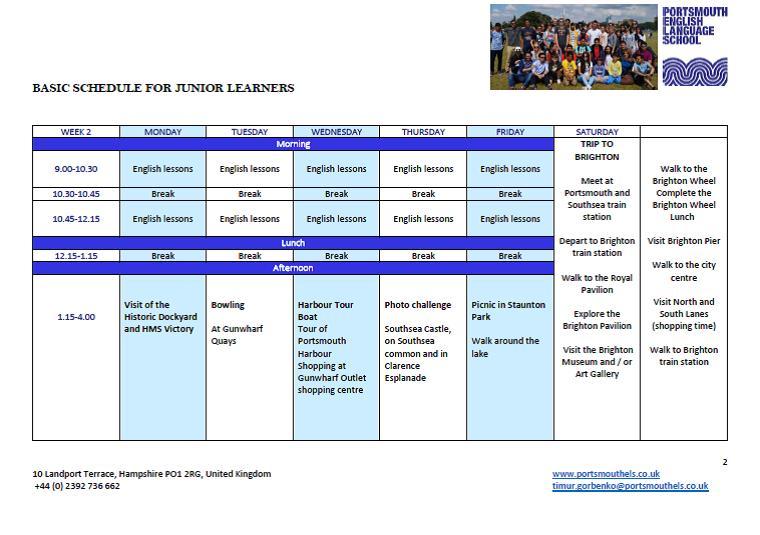 PORTSMOUTH
ENGLISH
LANGUAGE
SCHOOL
BASIC SCHEDULE FOR JUNIOR LEARNERS
WEEK 2 MONDAY TUESDAY WEDNESDAY THURSDAY FRIDAY SATURDAY
Morning
9.00-10.30 English lessons English lessons English lessons English lessons English lessons
10.30-10.45 Break Break Break Break Break
10.45-12.15 English lessons English lessons English lessons English lessons English lessons
Lunch
12.15-1.15 Break Break Break Break Break
Afternoon
1.15-4.00
Visit of the
Historic Dockyard
and HMS Victory
Bowling
At Gunwharf
Quays
Harbour Tour
Boat
Tour of
Portsmouth
Harbour
Shopping at
Gunwharf Outlet
shopping centre
Photo challenge
Southsea Castle,
on Southsea
common and in
Clarence
Esplanade
Picnic in Staunton
Park
Walk around the
lake
TRIP TO
BRIGHTON
Meet at
Portsmouth and
Southsea train
station
Depart to Brighton
train station
Walk to the Royal
Pavilion
Explore the
Brighton Pavilion
Visit the Brighton
Museum and / or
Art Gallery
Walk to the
Brighton Wheel
Complete the
Brighton Wheel
Lunch
Visit Brighton Pier
Walk to the city
centre
Visit North and
South Lanes
(shopping time)
Walk to Brighton
train station
2
10 Landport Terrace, Hampshire PO1 2RG, United Kingdom
+44 (0) 2392 736 662
www.portsmouthels.co.uk
timur.gorbenko@portsmouthels.co.uk